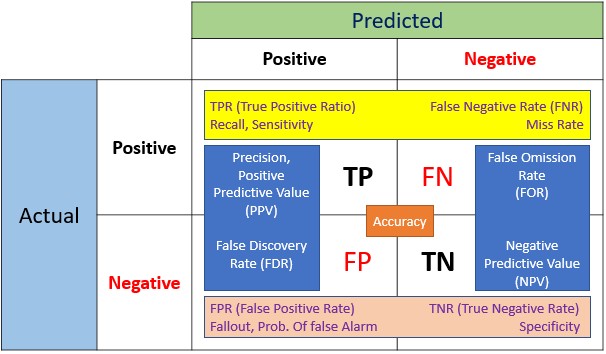 Predicted
Positive
Negative
Actual
Positive
TPR (True Positive Ratio)
Recall, Sensitivity
False Negative Rate (FNR)
Miss Rate
Precision,
Positive
Predictive Value
(PPV)
TP
FN
False Omission
Rate
(FOR)
Accuracy
Negative
False Discovery
Rate (FDR)
FP
TN
Negative
Predictive Value
(NPV)
FPR (False Positive Rate)
Fallout, Prob. Of false Alarm
TNR (True Negative Rate)
Specificity